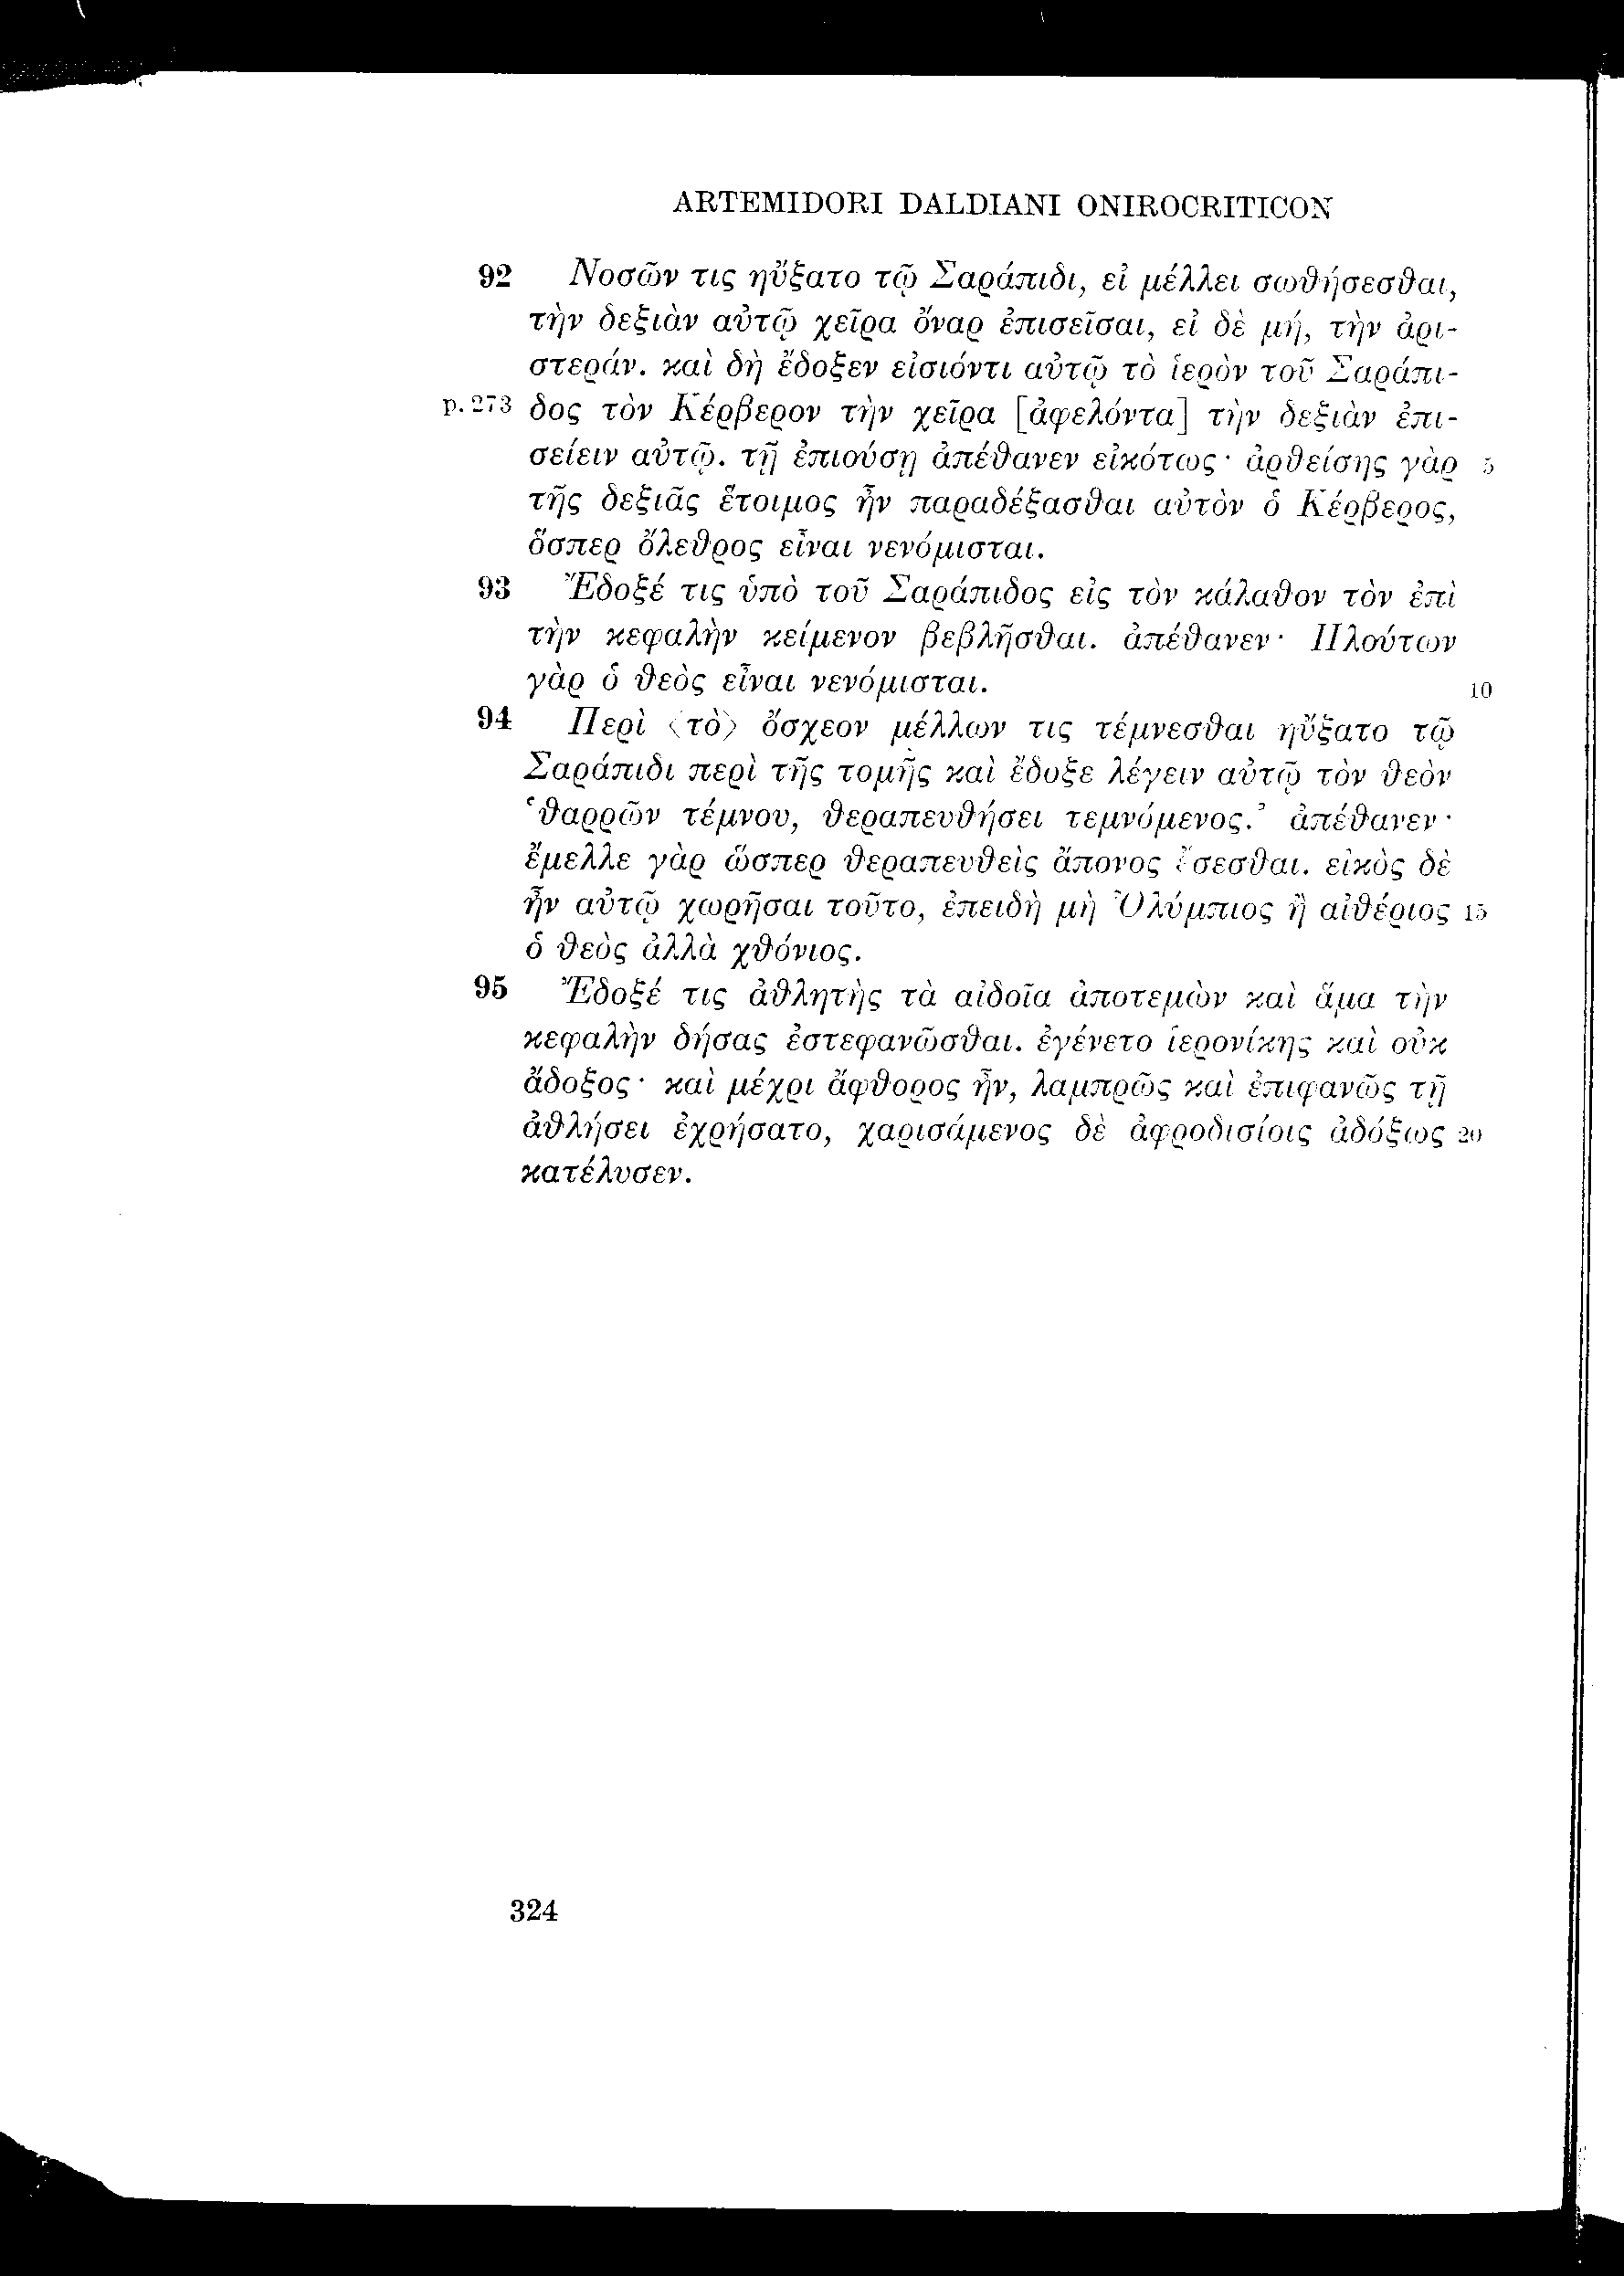 ARTEMIDORI DALDIANI ONIROCRITICON
92 Νοσῶν τις ηὔξατο τῷ Σαράπιδι, εἰ μέλλει σωθήσεσθαι,
τὴν δεξιὰν αὐτῷ χεῖρα ὄναρ ἐπισεῖσαι, εἰ δὲ μή, τὴν ἀρι-
στεράν. καὶ δὴ ἔδοξεν εἰσιόντι αὐτῷ τὸ ἱερὸν τοῦ Σαράπι-
p. 273 δος τὸν Κέρβερον τὴν χεῖρα [ἀφελόντα] τὴν δεξιὰν ἐπι-
σείειν αὐτῷ. τῇ ἐπιούσῃ ἀπέθανεν εἰκότως· ἀρθείσης γὰρ 5
τῆς δεξιᾶς ἕτοιμος ἦν παραδέξασθαι αὐτὸν ὁ Κέρβερος,
ὅσπερ ὄλεθρος εἶναι νενόμισται.
93 Ἔδοξέ τις ὑπὸ τοῦ Σαράπιδος εἰς τὸν κάλαθον τὸν ἐπὶ
τὴν κεφαλὴν κείμενον βεβλῆσθαι. ἀπέθανεν· Πλούτων
γὰρ ὁ θεὸς εἶναι νενόμισται. 10
94 Περὶ ⟨τὸ⟩ ὄσχεον μέλλων τις τέμνεσθαι ηὔξατο τῷ
Σαράπιδι περὶ τῆς τομῆς καὶ ἔδοξε λέγειν αὐτῷ τὸν θεὸν
‘θαρρῶν τέμνου, θεραπευθήσει τεμνόμενος.’ ἀπέθανεν·
ἔμελλε γὰρ ὥσπερ θεραπευθεὶς ἄπονος ἔσεσθαι. εἰκὸς δὲ
ἦν αὐτῷ χωρῆσαι τοῦτο, ἐπειδὴ μὴ Ὀλύμπιος ἢ αἰθέριος 15
ὁ θεὸς ἀλλὰ χθόνιος.
95 Ἔδοξέ τις ἀθλητὴς τὰ αἰδοῖα ἀποτεμὼν καὶ ἅμα τὴν
κεφαλὴν δήσας ἐστεφανῶσθαι. ἐγένετο ἱερονίκης καὶ οὐκ
ἄδοξος· καὶ μέχρι ἄφθορος ἦν, λαμπρῶς καὶ ἐπιφανῶς τῇ
ἀθλήσει ἐχρήσατο, χαρισάμενος δὲ ἀφροδισίοις ἀδόξως 20
κατέλυσεν.
324